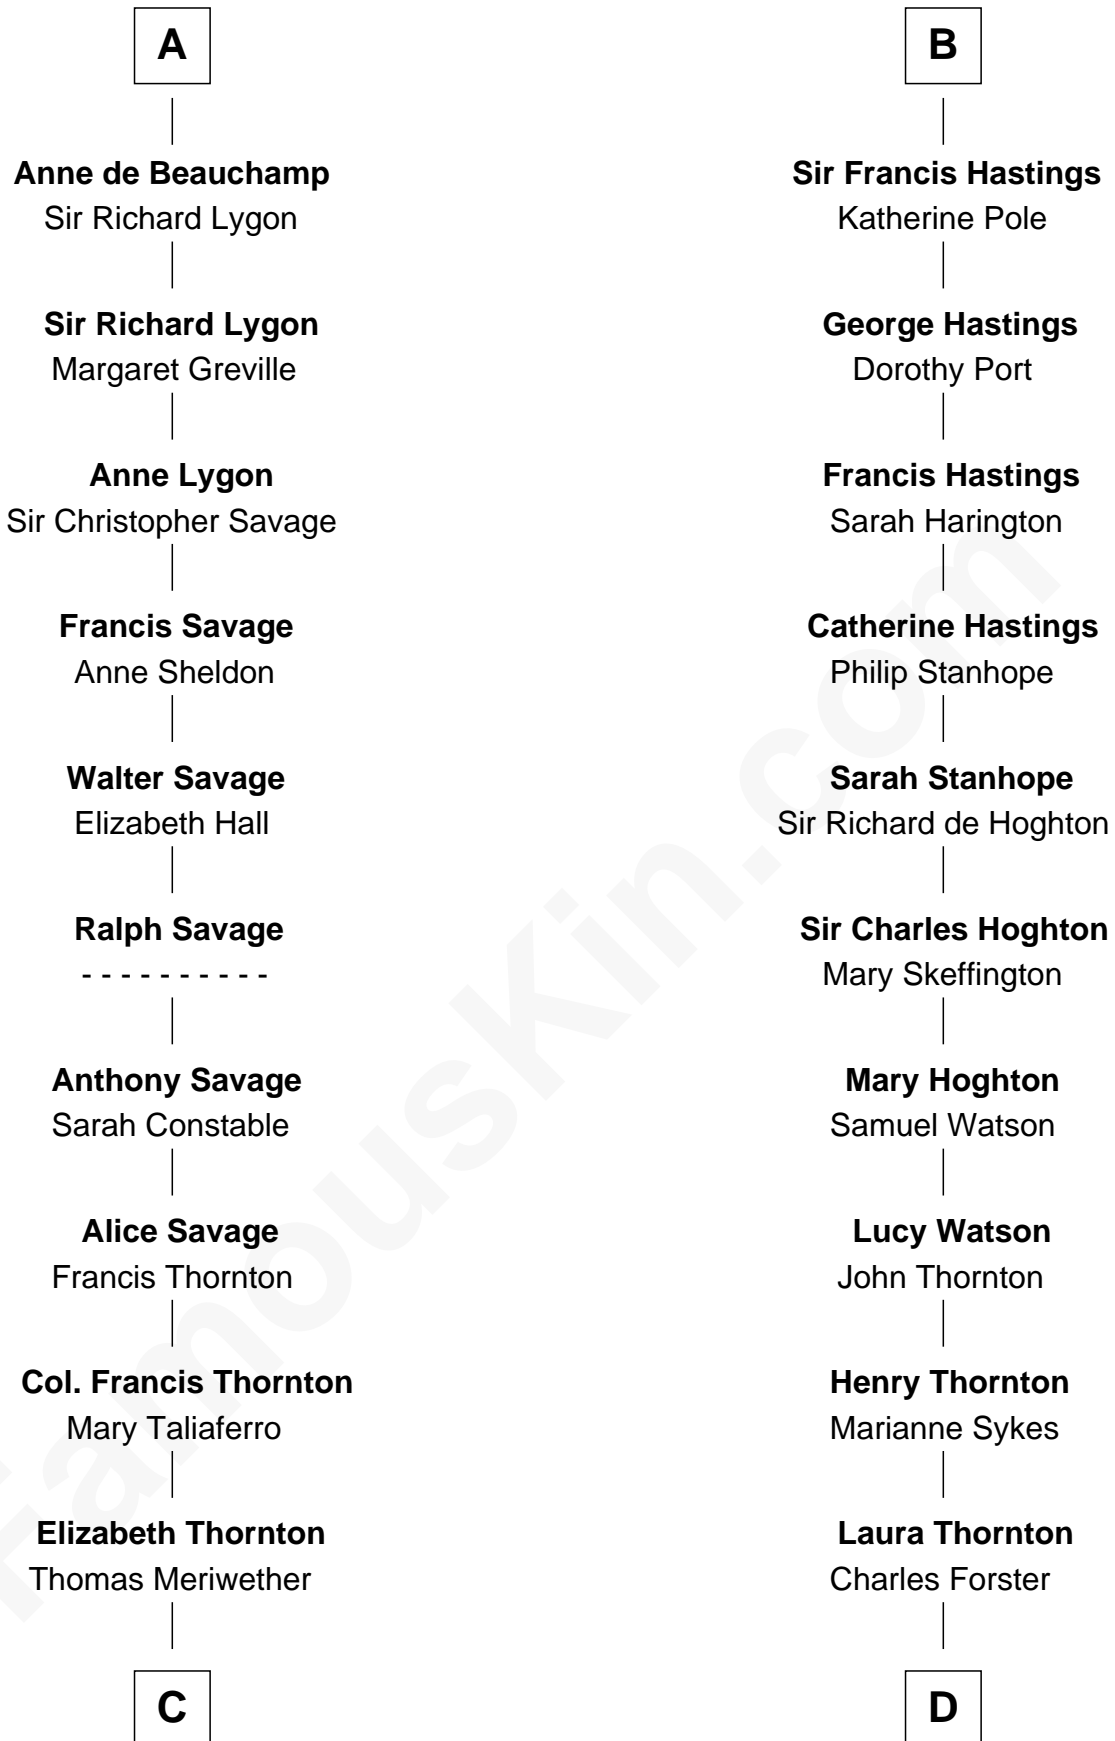 A
Anne de Beauchamp
Sir Richard Lygon
Sir Richard Lygon
Margaret Greville
Anne Lygon
Sir Christopher Savage
Francis Savage
Anne Sheldon
Walter Savage
Elizabeth Hall
Ralph Savage
- - - - - - - - - -
Anthony Savage
Sarah Constable
Alice Savage
Francis Thornton
Col. Francis Thornton
Mary Taliaferro
Elizabeth Thornton
Thomas Meriwether
C
B
Sir Francis Hastings
Katherine Pole
George Hastings
Dorothy Port
Francis Hastings
Sarah Harington
Catherine Hastings
Philip Stanhope
Sarah Stanhope
Sir Richard de Hoghton
Sir Charles Hoghton
Mary Skeffington
Mary Hoghton
Samuel Watson
Lucy Watson
John Thornton
Henry Thornton
Marianne Sykes
Laura Thornton
Charles Forster
D
FamousKin.com